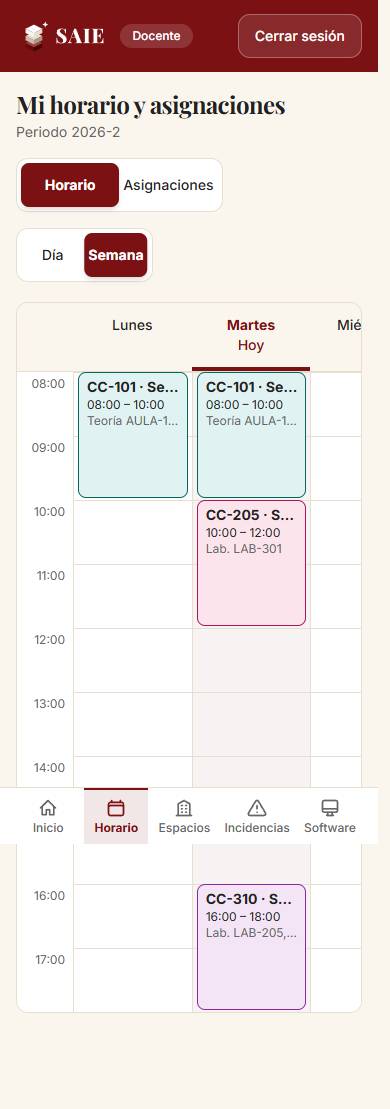 SAIE
Docente
Cerrar sesión
Mi horario y asignaciones
Periodo 2026-2
Horario
Asignaciones
Día
Semana
Lunes
Martes
Hoy
Mié
08:00
CC-101 · Se...
08:00 – 10:00
Teoría AULA-1...
CC-101 · Se...
08:00 – 10:00
Teoría AULA-1...
09:00
10:00
CC-205 · S...
10:00 – 12:00
Lab. LAB-301
11:00
12:00
13:00
14:00
Inicio
Horario
Espacios
Incidencias
Software
16:00
CC-310 · S...
16:00 – 18:00
Lab. LAB-205,...
17:00